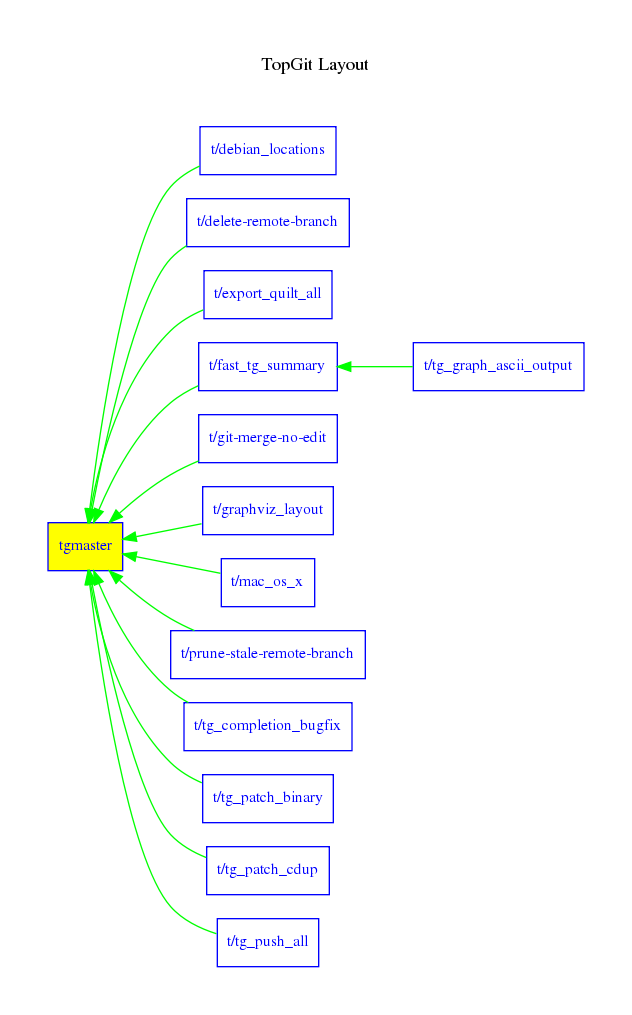 TopGit Layout
t/debian_locations
t/delete-remote-branch
t/export_quilt_all
t/fast_tg_summary
t/tg_graph_ascii_output
t/git-merge-no-edit
t/graphviz_layout
tgmaster
t/mac_os_x
t/prune-stale-remote-branch
t/tg_completion_bugfix
t/tg_patch_binary
t/tg_patch_cdup
t/tg_push_all